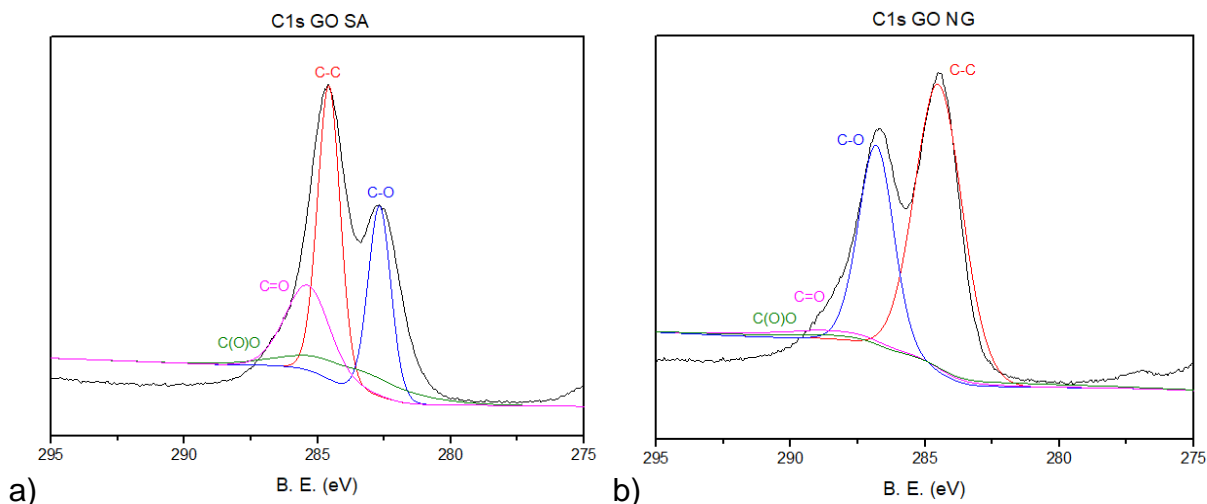 C1s GO SA
C-C
C-O
C=O
C(O)O
295 290 285 280 275
B. E. (eV)
a)
C1s GO NG
C-C
C-O
C=O
C(O)O
295 290 285 280 275
B. E. (eV)
b)